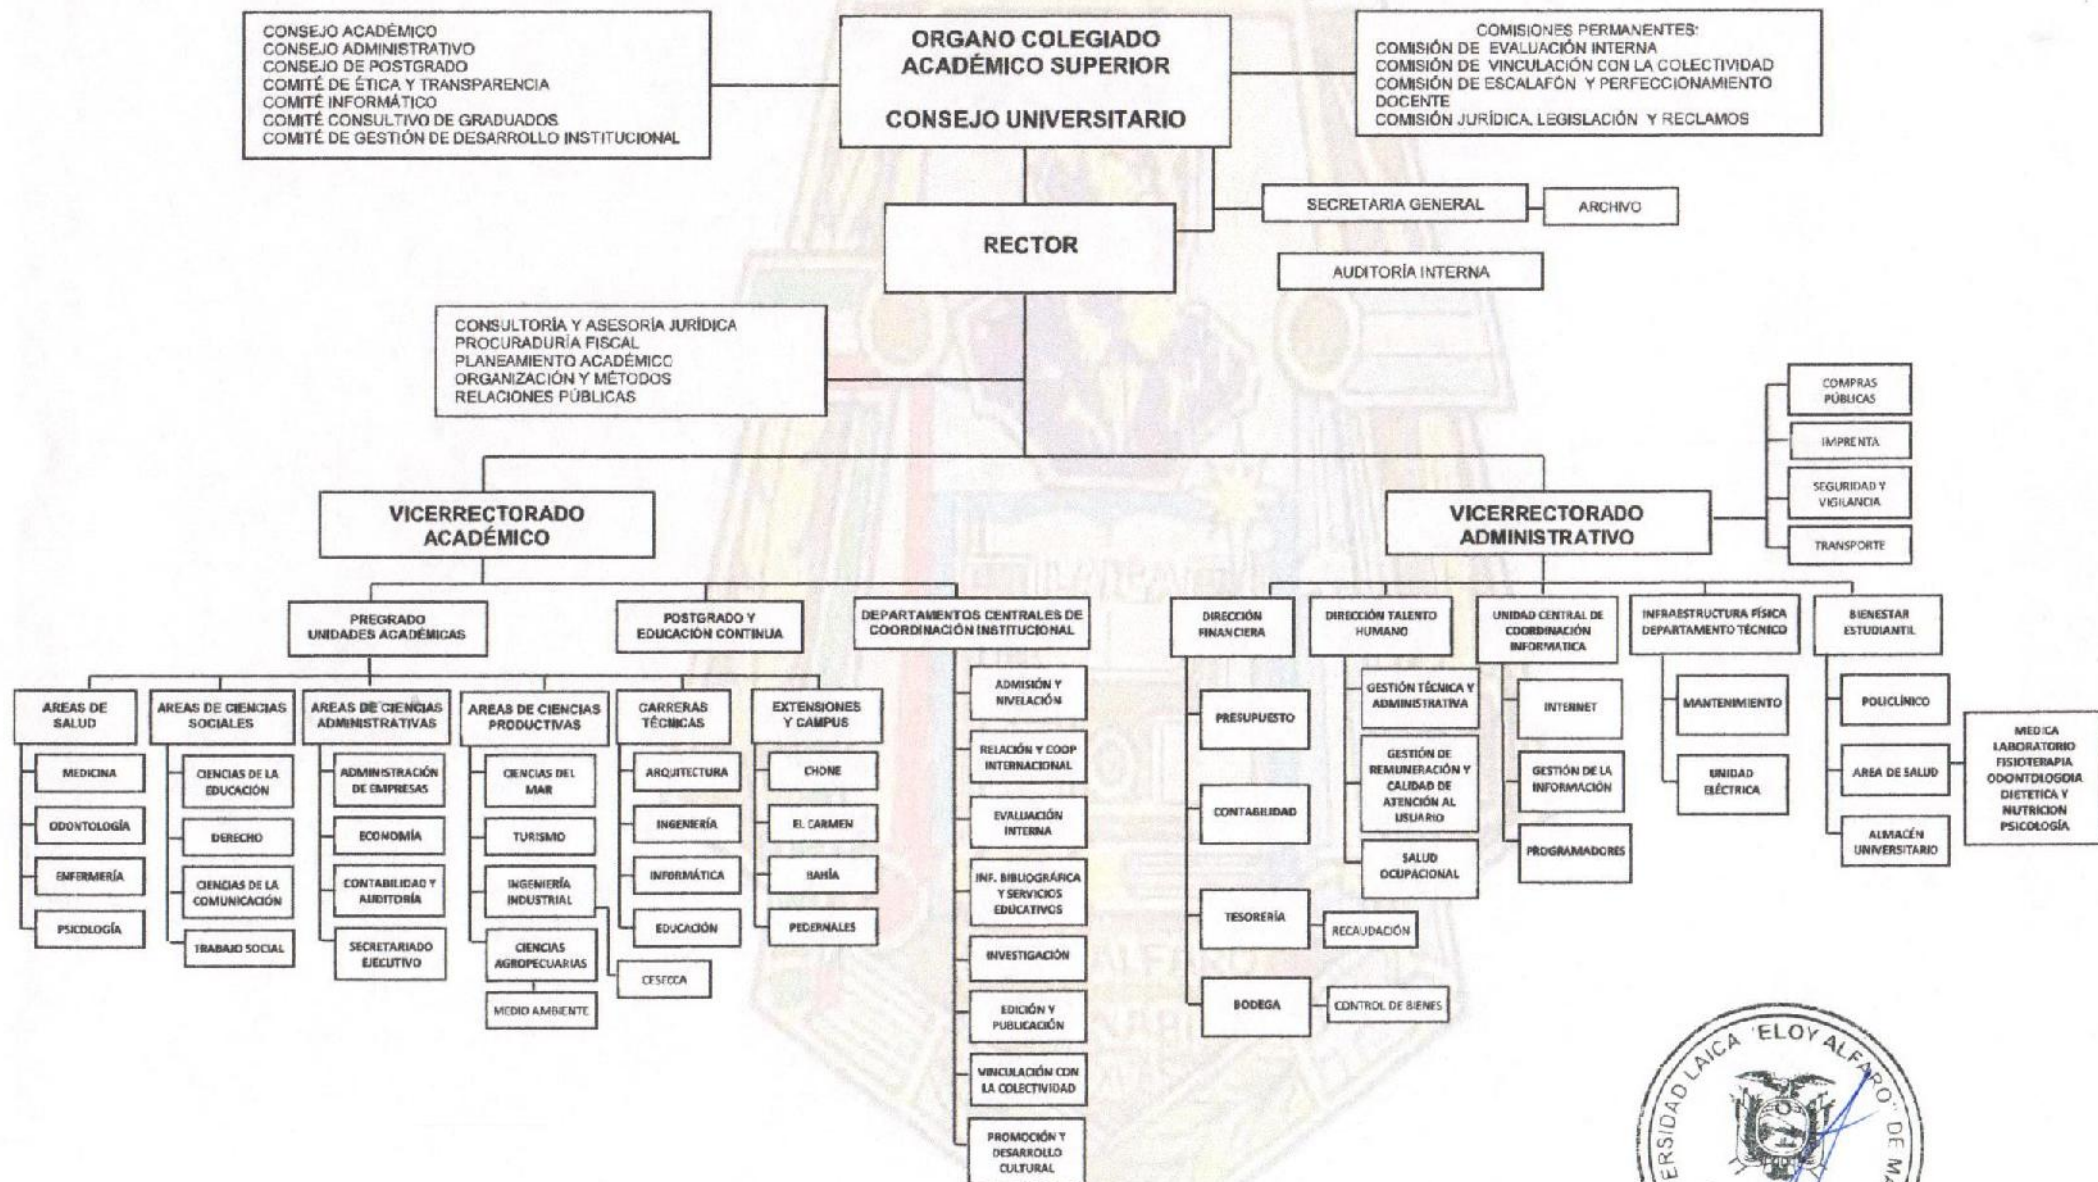 CONSEJO ACADÉMICO
CONSEJO ADMINISTRATIVO
CONSEJO DE POSTGRADO
COMITÉ DE ÉTICA Y TRANSPARENCIA
COMITÉ INFORMÁTICO
COMITÉ CONSULTIVO DE GRADUADOS
COMITÉ DE GESTIÓN DE DESARROLLO INSTITUCIONAL
ORGANO COLEGIADO
ACADÉMICO SUPERIOR
CONSEJO UNIVERSITARIO
COMISIONES PERMANENTES:
COMISIÓN DE EVALUACIÓN INTERNA
COMISIÓN DE VINCULACIÓN CON LA COLECTIVIDAD
COMISIÓN DE ESCALAFÓN Y PERFECCIONAMIENTO
DOCENTE
COMISIÓN JURÍDICA, LEGISLACIÓN Y RECLAMOS
RECTOR
SECRETARIA GENERAL
ARCHIVO
AUDITORÍA INTERNA
CONSULTORÍA Y ASESORÍA JURÍDICA
PROCURADURÍA FISCAL
PLANEAMIENTO ACADÉMICO
ORGANIZACIÓN Y MÉTODOS
RELACIONES PÚBLICAS
VICERRECTORADO
ACADÉMICO
VICERRECTORADO
ADMINISTRATIVO
COMPRAS
PÚBLICAS
IMPRENTA
SEGURIDAD Y
VIGILANCIA
TRANSPORTE
PREGRADO
UNIDADES ACADÉMICAS
POSTGRADO Y
EDUCACIÓN CONTINUA
DEPARTAMENTOS CENTRALES DE
COORDINACIÓN INSTITUCIONAL
DIRECCIÓN
FINANCIERA
DIRECCIÓN TALENTO
HUMANO
UNIDAD CENTRAL DE
COORDINACIÓN
INFORMATICA
INFRAESTRUCTURA FÍSICA
DEPARTAMENTO TÉCNICO
BIENESTAR
ESTUDIANTIL
AREAS DE
SALUD
MEDICINA
ODONTOLOGÍA
ENFERMERÍA
PSICOLOGÍA
AREAS DE CIENCIAS
SOCIALES
CIENCIAS DE LA
EDUCACIÓN
DERECHO
CIENCIAS DE LA
COMUNICACIÓN
TRABAJO SOCIAL
AREAS DE CIENCIAS
ADMINISTRATIVAS
ADMINISTRACIÓN
DE EMPRESAS
ECONOMÍA
CONTABILIDAD Y
AUDITORÍA
SECRETARIADO
EJECUTIVO
AREAS DE CIENCIAS
PRODUCTIVAS
CIENCIAS DEL
MAR
TURISMO
INGENIERÍA
INDUSTRIAL
CIENCIAS
AGROPECUARIAS
MEDIO AMBIENTE
CARRERAS
TÉCNICAS
ARQUITECTURA
INGENIERÍA
INFORMÁTICA
EDUCACIÓN
CESECCA
EXTENSIONES
Y CAMPUS
CHONE
EL CARMEN
BAHÍA
PEDERNALES
ADMISIÓN Y
NIVELACIÓN
RELACIÓN Y COOP
INTERNACIONAL
EVALUACIÓN
INTERNA
INF. BIBLIOGRÁFICA
Y SERVICIOS
EDUCATIVOS
INVESTIGACIÓN
EDICIÓN Y
PUBLICACIÓN
VINCULACIÓN CON
LA COLECTIVIDAD
PROMOCIÓN Y
DESARROLLO
CULTURAL
PRESUPUESTO
CONTABILIDAD
TESORERÍA
RECAUDACIÓN
BODEGA
CONTROL DE BIENES
GESTIÓN TÉCNICA Y
ADMINISTRATIVA
GESTIÓN DE
REMUNERACIÓN Y
CALIDAD DE
ATENCIÓN AL
USUARIO
SALUD
OCUPACIONAL
INTERNET
GESTIÓN DE LA
INFORMACIÓN
PROGRAMADORES
MANTENIMIENTO
UNIDAD
ELÉCTRICA
POLICLÍNICO
AREA DE SALUD
ALMACÉN
UNIVERSITARIO
MEDICA
LABORATORIO
FISIOTERAPIA
ODONTOLOGOIA
DIETETICA Y
NUTRICION
PSICOLOGÍA
ERSIDAD LAICA "ELOY ALFARO" DE MA